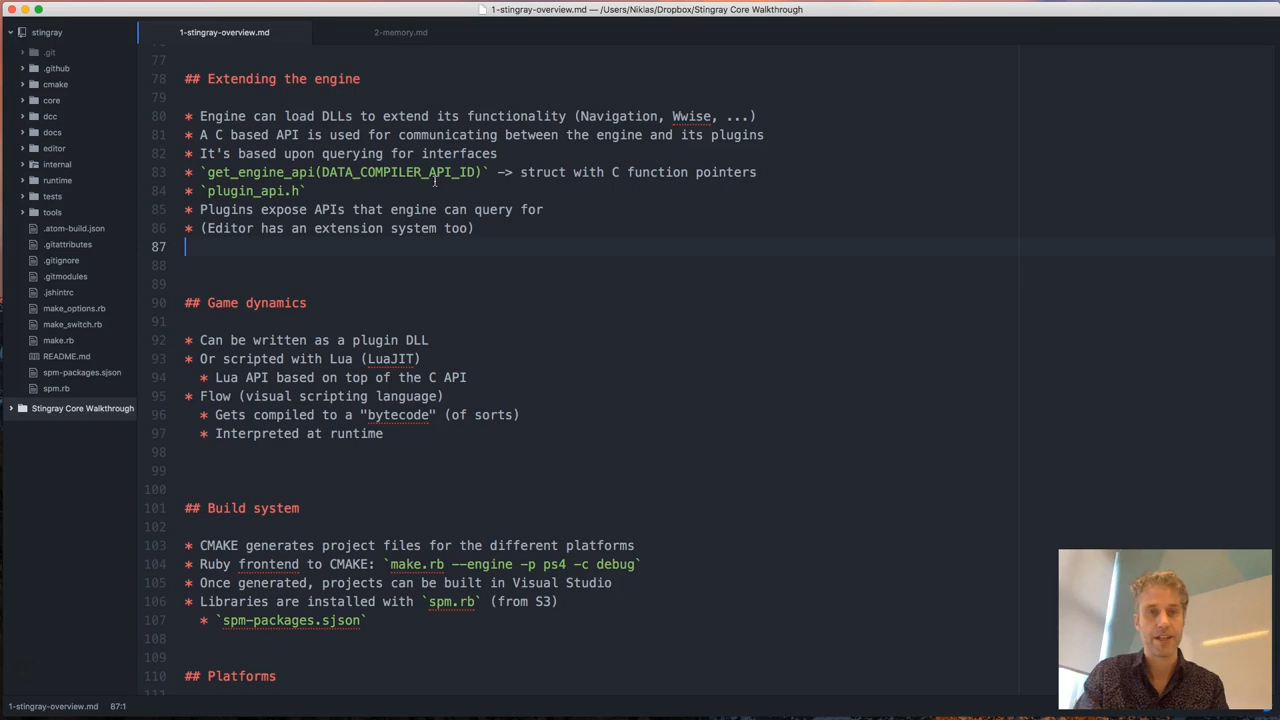 1-stingray-overview.md — /Users/Niklas/Dropbox/Stingray Core Walkthrough
stingray
1-stingray-overview.md
2-memory.md
.git
.github
cmake
core
dcc
docs
editor
internal
runtime
tests
tools
.atom-build.json
.gitattributes
.gitignore
.gitmodules
.jshintrc
make_options.rb
make_switch.rb
make.rb
README.md
spm-packages.sjson
spm.rb
Stingray Core Walkthrough
77
78 ## Extending the engine
79
80 * Engine can load DLLs to extend its functionality (Navigation, Wwise, ...)
81 * A C based API is used for communicating between the engine and its plugins
82 * It's based upon querying for interfaces
83 * `get_engine_api(DATA_COMPILER_API_ID)` -> struct with C function pointers
84 * `plugin_api.h`
85 * Plugins expose APIs that engine can query for
86 * (Editor has an extension system too)
87
88
89
90 ## Game dynamics
91
92 * Can be written as a plugin DLL
93 * Or scripted with Lua (LuaJIT)
94 * Lua API based on top of the C API
95 * Flow (visual scripting language)
96 * Gets compiled to a "bytecode" (of sorts)
97 * Interpreted at runtime
98
99
100
101 ## Build system
102
103 * CMAKE generates project files for the different platforms
104 * Ruby frontend to CMAKE: `make.rb --engine -p ps4 -c debug`
105 * Once generated, projects can be built in Visual Studio
106 * Libraries are installed with `spm.rb` (from S3)
107 * `spm-packages.sjson`
108
109
110 ## Platforms
1-stingray-overview.md 87:1